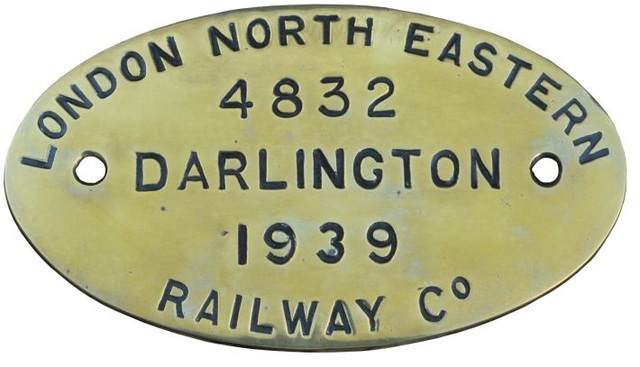 LONDON NORTH EASTERN
4832
DARLINGTON
1939
RAILWAY Cº